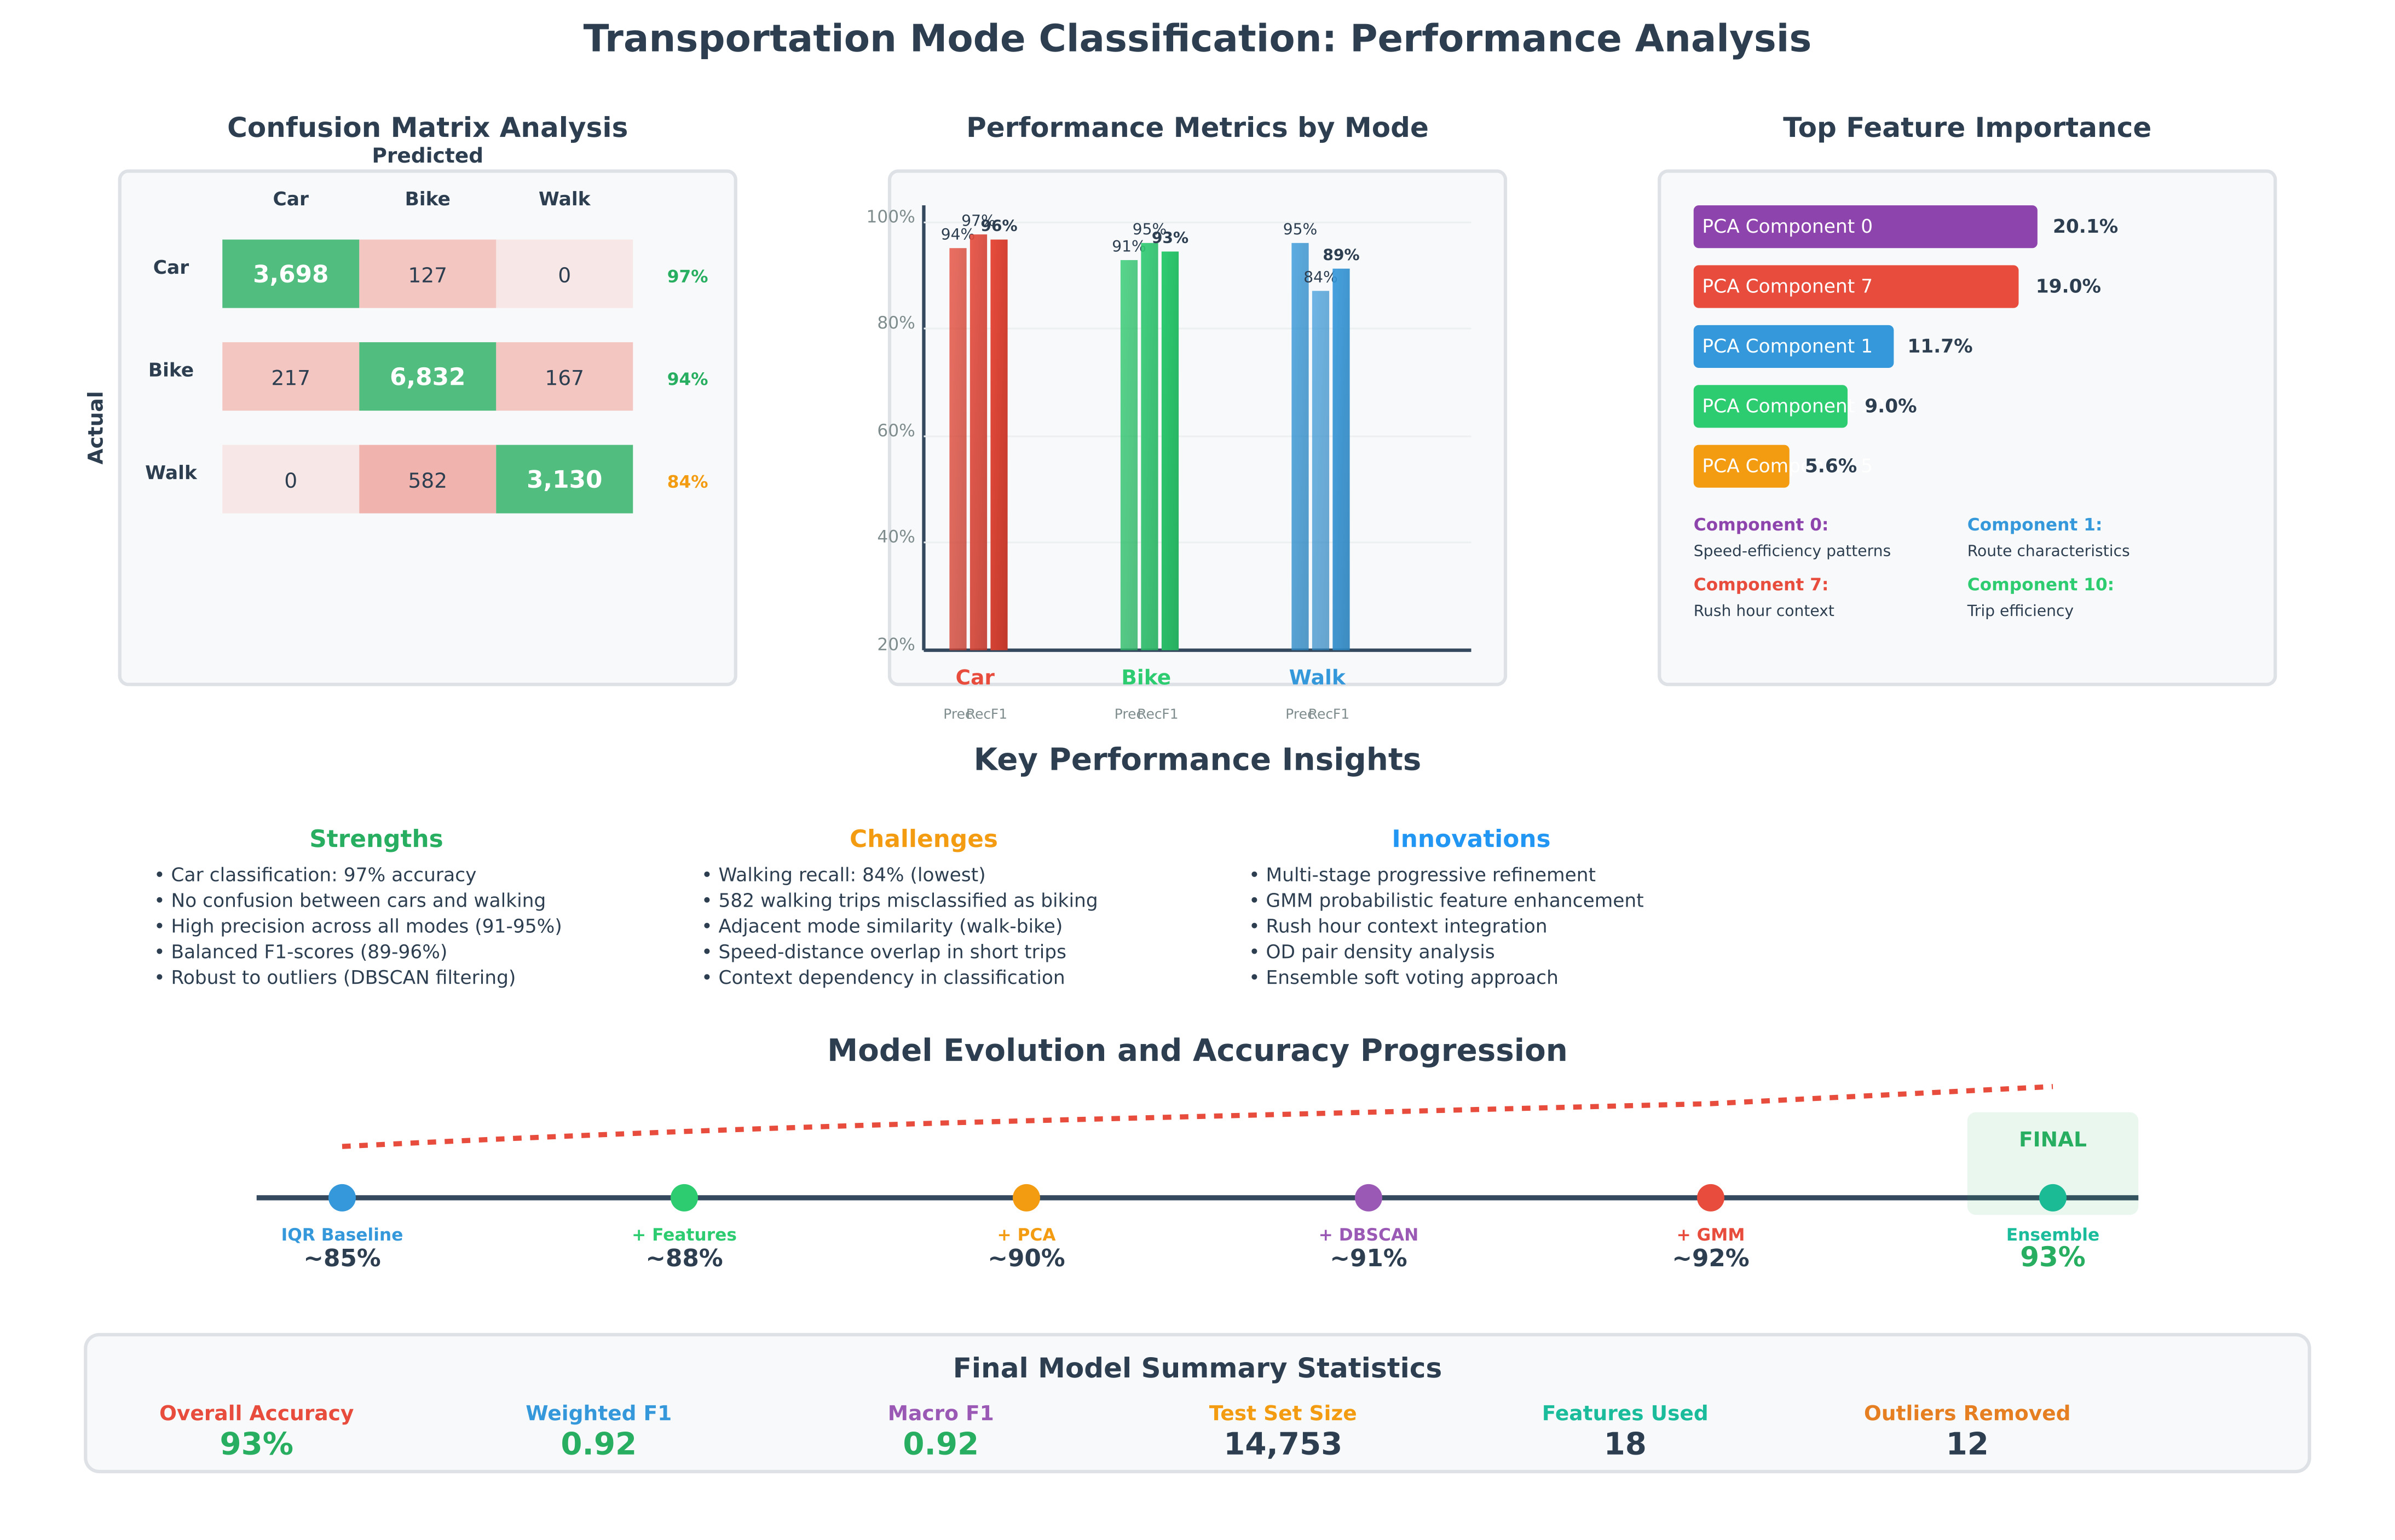 Transportation Mode Classification: Performance Analysis
Confusion Matrix Analysis
Predicted
Car Bike Walk
Car 3,698 127 0 97%
Bike 217 6,832 167 94%
Walk 0 582 3,130 84%
Actual
Performance Metrics by Mode
100%
80%
60%
40%
20%
94% 97% 96%
91% 95% 93%
95% 84% 89%
Car Bike Walk
Prec Rec F1 Prec Rec F1 Prec Rec F1
Top Feature Importance
PCA Component 0 20.1%
PCA Component 7 19.0%
PCA Component 1 11.7%
PCA Componen 9.0%
PCA Com 5.6%
Component 0:
Speed-efficiency patterns
Component 1:
Route characteristics
Component 7:
Rush hour context
Component 10:
Trip efficiency
Key Performance Insights
Strengths
• Car classification: 97% accuracy
• No confusion between cars and walking
• High precision across all modes (91-95%)
• Balanced F1-scores (89-96%)
• Robust to outliers (DBSCAN filtering)
Challenges
• Walking recall: 84% (lowest)
• 582 walking trips misclassified as biking
• Adjacent mode similarity (walk-bike)
• Speed-distance overlap in short trips
• Context dependency in classification
Innovations
• Multi-stage progressive refinement
• GMM probabilistic feature enhancement
• Rush hour context integration
• OD pair density analysis
• Ensemble soft voting approach
Model Evolution and Accuracy Progression
FINAL
IQR Baseline
~85%
+ Features
~88%
+ PCA
~90%
+ DBSCAN
~91%
+ GMM
~92%
Ensemble
93%
Final Model Summary Statistics
Overall Accuracy
93%
Weighted F1
0.92
Macro F1
0.92
Test Set Size
14,753
Features Used
18
Outliers Removed
12